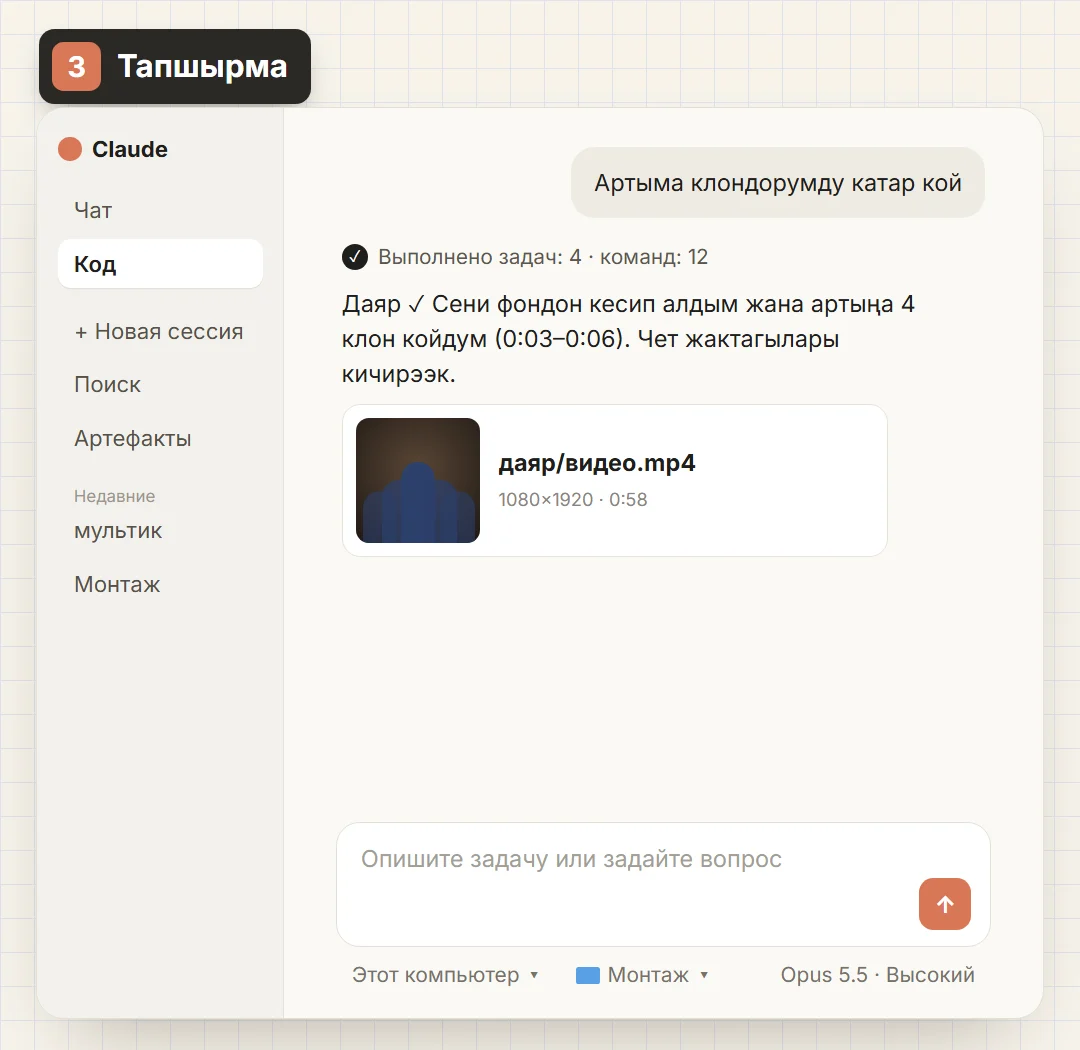 3 Тапшырма
Claude
Чат
Код
+ Новая сессия
Поиск
Артефакты
Недавние
мультик
Монтаж
Артыма клондорумду катар кой
✓ Выполнено задач: 4 · команд: 12
Даяр ✓ Сени фондон кесип алдым жана артыңа 4
клон койдум (0:03–0:06). Чет жактагылары
кичирээк.
даяр/видео.mp4
1080×1920 · 0:58
Опишите задачу или задайте вопрос
Этот компьютер ▾ Монтаж ▾ Opus 5.5 · Высокий